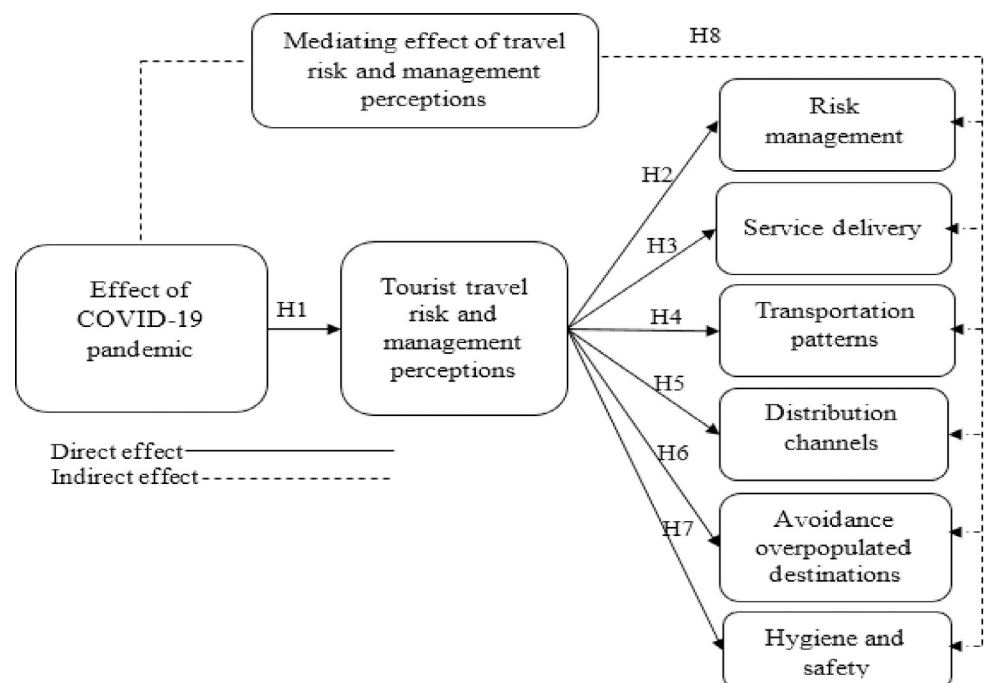 Mediating effect of travel
risk and management
perceptions
H8
Risk
management
H2
Service delivery
H3
Effect of
COVID-19
pandemic
H1
Tourist travel
risk and
management
perceptions
H4
Transportation
patterns
H5
Distribution
channels
Direct effect
Indirect effect
H6
Avoidance
overpopulated
destinations
H7
Hygiene and
safety